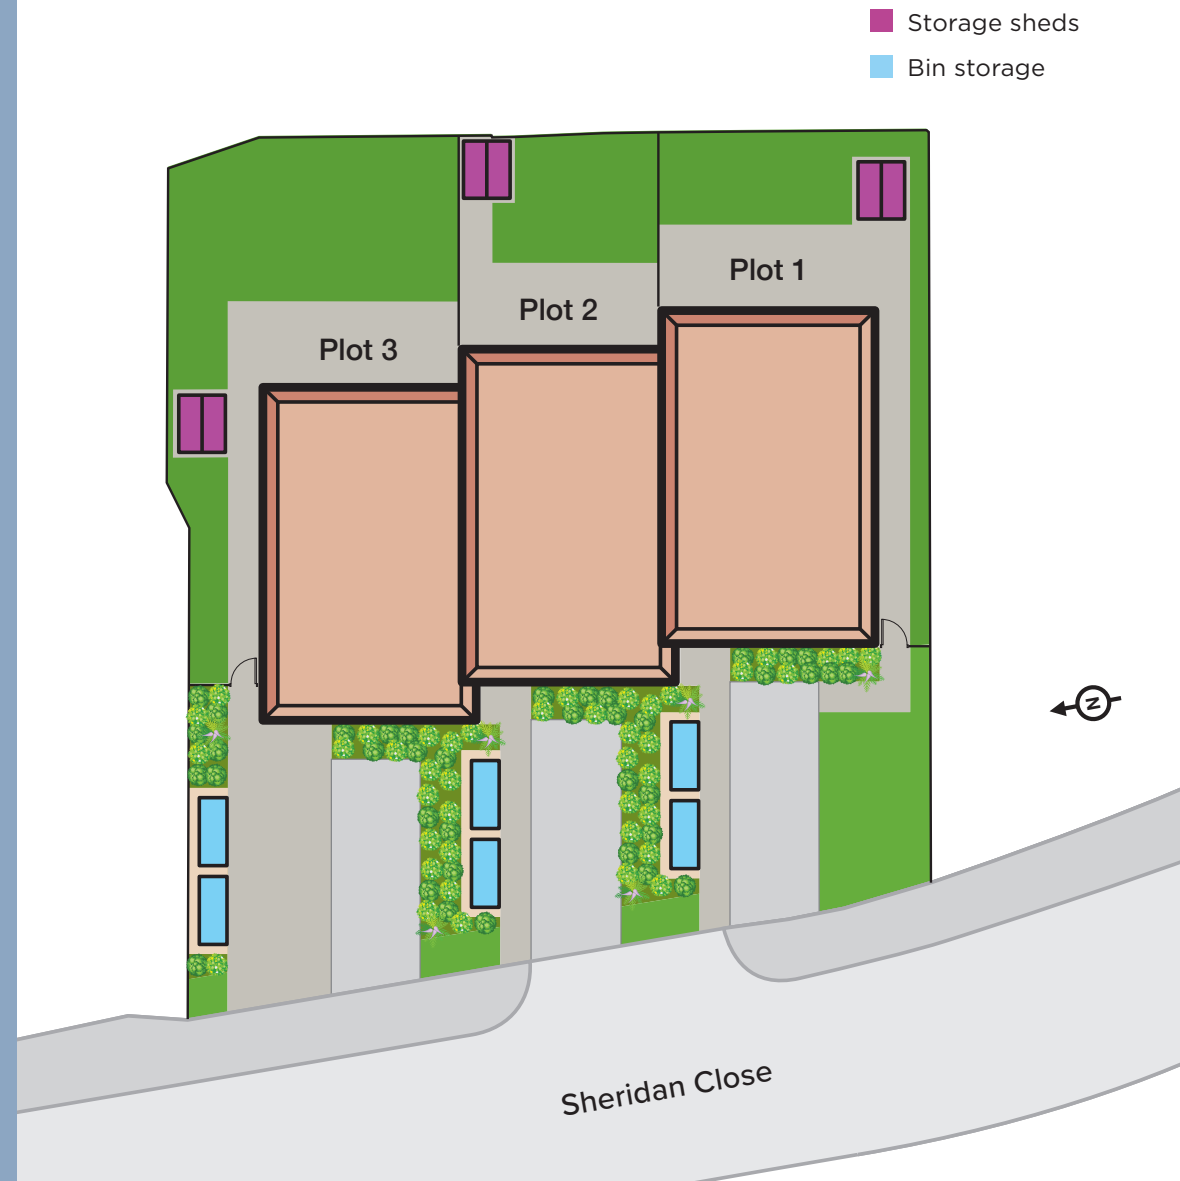 Storage sheds
Bin storage
Plot 1
Plot 2
Plot 3
N
Sheridan Close